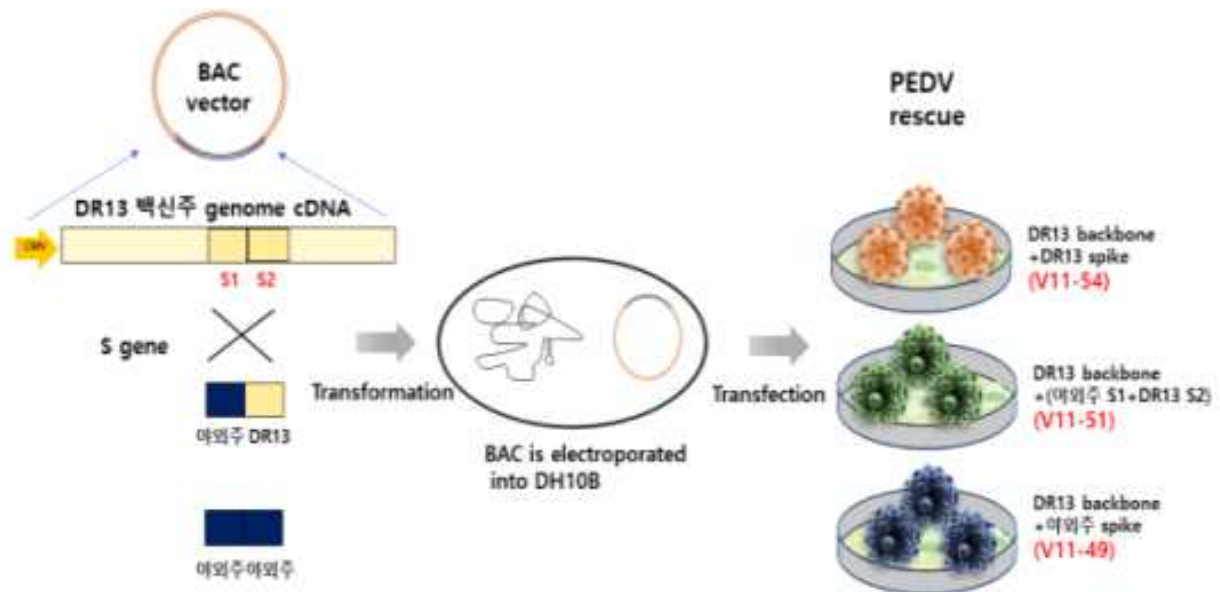 BAC
vector
DR13 백신주 genome cDNA
CMV
S1 S2
S gene
야외주 DR13
야외주 야외주
Transformation
BAC is electroporated
into DH10B
Transfection
PEDV
rescue
DR13 backbone
+DR13 spike
(V11-54)
DR13 backbone
+(야외주 S1+DR13 S2)
(V11-51)
DR13 backbone
+야외주 spike
(V11-49)